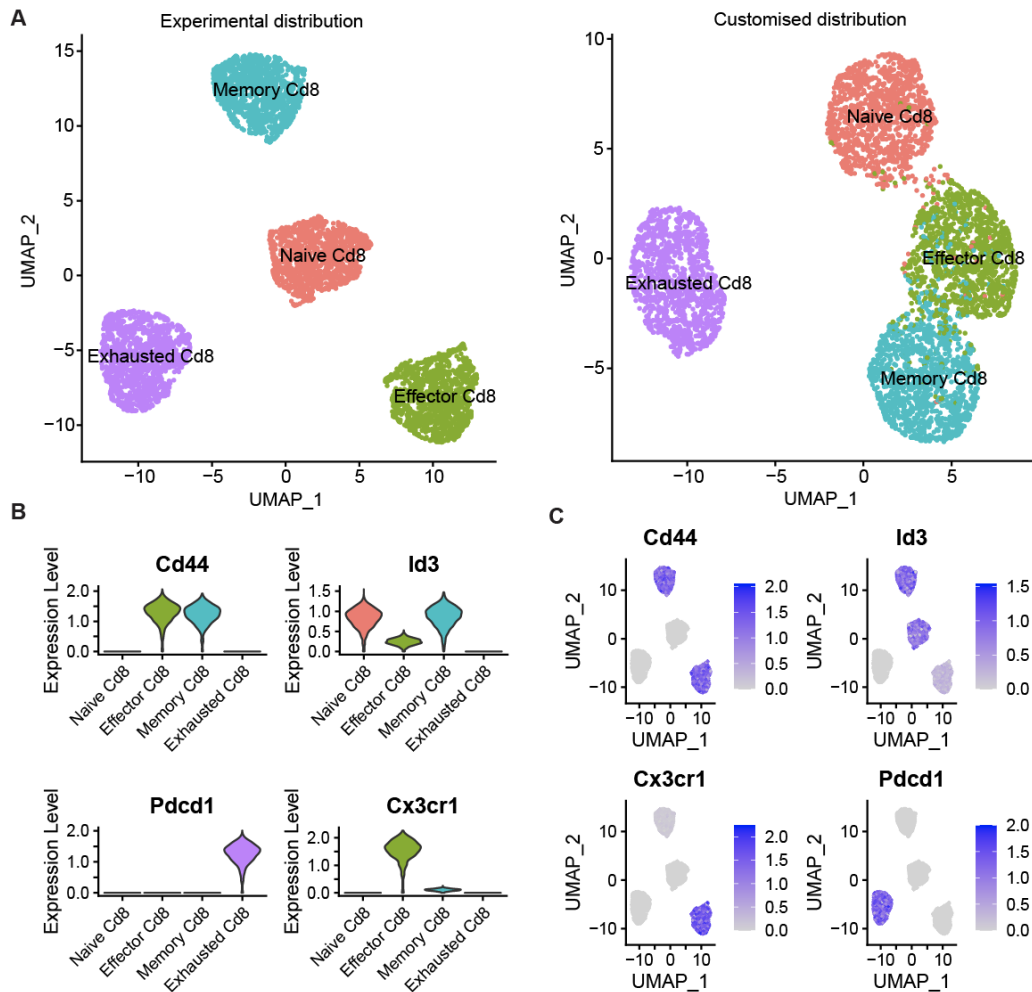 A
Experimental distribution
UMAP_2
15
10
5
0
−5
−10
Memory Cd8
Naive Cd8
Exhausted Cd8
Effector Cd8
−10 −5 0 5 10
UMAP_1
Customised distribution
UMAP_2
10
5
0
−5
Naive Cd8
Effector Cd8
Exhausted Cd8
Memory Cd8
−10 −5 0 5
UMAP_1
B
Cd44
Expression Level
2.0
1.0
0.0
Naive Cd8
Effector Cd8
Memory Cd8
Exhausted Cd8
Id3
Expression Level
1.5
1.0
0.5
0.0
Naive Cd8
Effector Cd8
Memory Cd8
Exhausted Cd8
Pdcd1
Expression Level
2.0
1.0
0.0
Naive Cd8
Effector Cd8
Memory Cd8
Exhausted Cd8
Cx3cr1
Expression Level
2.0
1.0
0.0
Naive Cd8
Effector Cd8
Memory Cd8
Exhausted Cd8
C
Cd44
UMAP_2
10
0
−10
−10 0 10
UMAP_1
2.0
1.5
1.0
0.5
0.0
Id3
UMAP_2
10
0
−10
−10 0 10
UMAP_1
1.5
1.0
0.5
0.0
Cx3cr1
UMAP_2
10
0
−10
−10 0 10
UMAP_1
2.0
1.5
1.0
0.5
0.0
Pdcd1
UMAP_2
10
0
−10
−10 0 10
UMAP_1
2.0
1.5
1.0
0.5
0.0